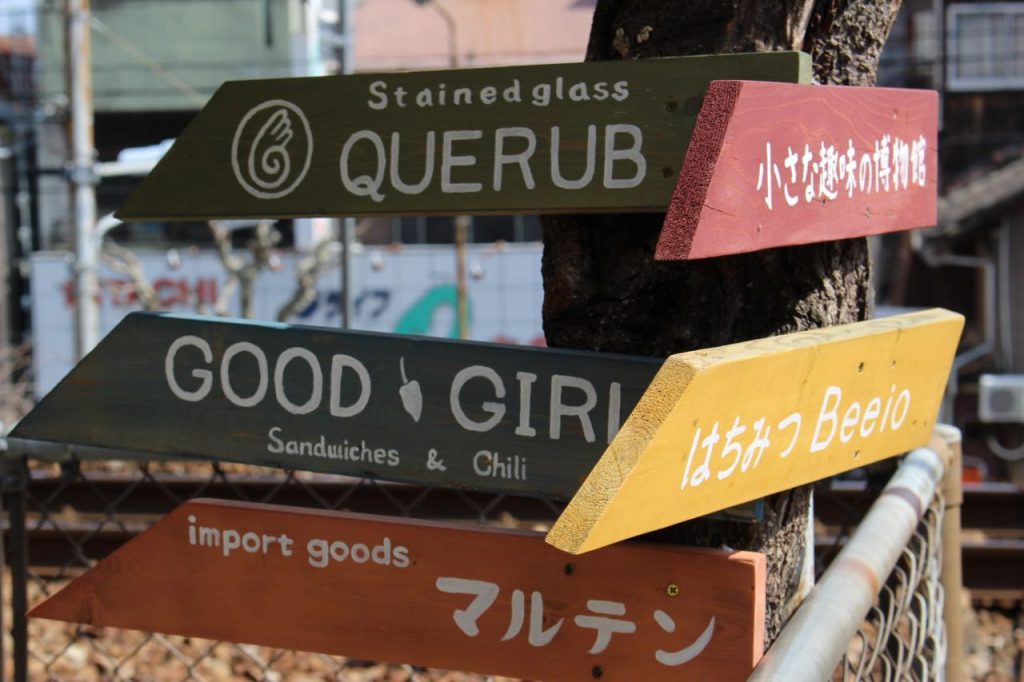 Stained glass
QUERUB
小さな趣味の博物館
HITACHI
GOOD GIRL
Sandwiches & Chili
はちみつ Beeio
import goods
マルテン